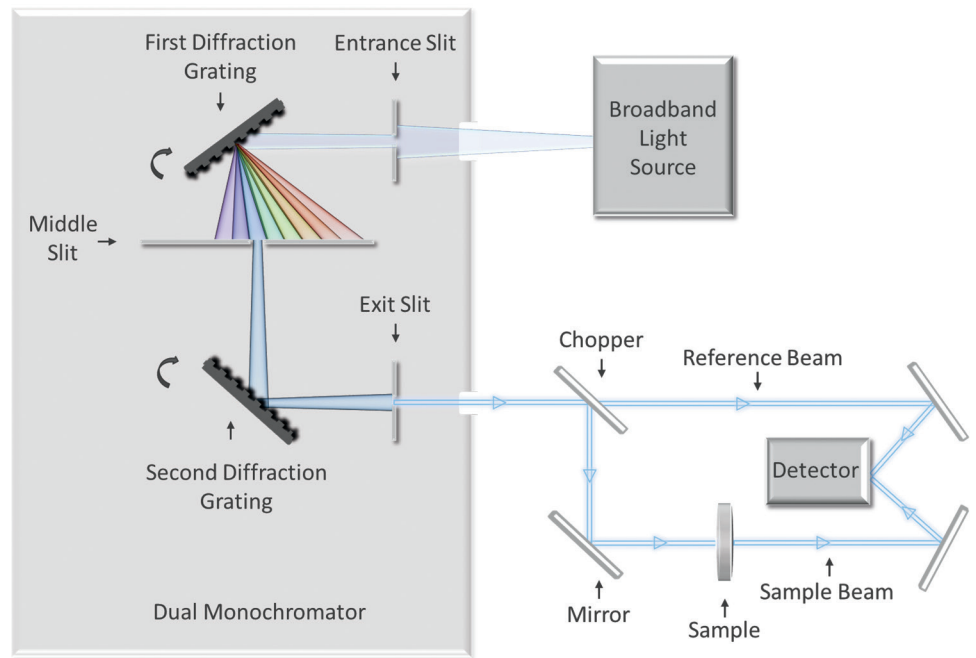 First Diffraction
Grating
Entrance Slit
Broadband
Light
Source
Middle
Slit
Exit Slit
Chopper
Reference Beam
Second Diffraction
Grating
Detector
Mirror
Sample
Sample Beam
Dual Monochromator